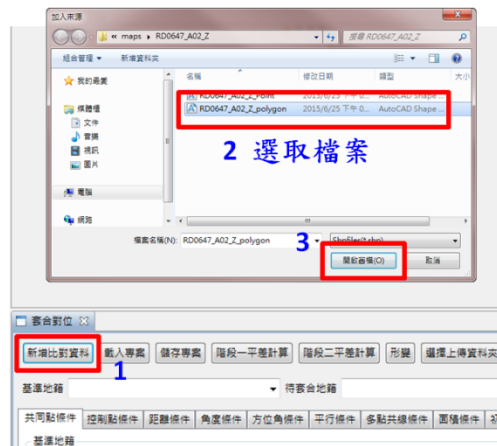 加入來源
« maps ▸ RD0647_A02_Z
搜尋 RD0647_A02_Z
組合管理 ▾ 新增資料夾
我的最愛
媒體櫃
文件
音樂
視訊
圖片
電腦
網路
名稱 修改日期 類型 大小
RD0647_A02_Z_Point 2015/6/25 下午 0... AutoCAD Shape ...
RD0647_A02_Z_polygon 2015/6/25 下午 0... AutoCAD Shape ...
2 選取檔案
檔案名稱(N): RD0647_A02_Z_polygon
3
開啟舊檔(O) 取消
套合對位
新增比對資料 載入專案 儲存專案 階段一平差計算 階段二平差計算 形變 選擇上傳資料夾
1
基準地籍 待套合地籍
共同點條件 控制點條件 距離條件 角度條件 方位角條件 平行條件 多點共線條件 面積條件
基準地籍